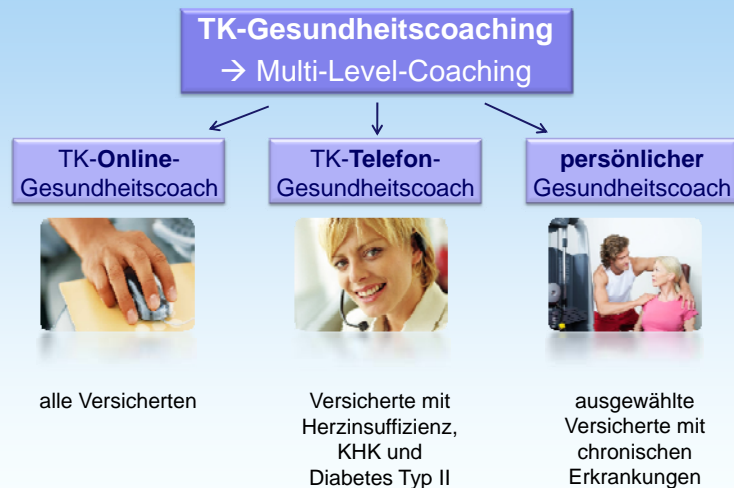 TK-Gesundheitscoaching
→ Multi-Level-Coaching
TK-Online-
Gesundheitscoach
TK-Telefon-
Gesundheitscoach
persönlicher
Gesundheitscoach
alle Versicherten
Versicherte mit
Herzinsuffizienz,
KHK und
Diabetes Typ II
ausgewählte
Versicherte mit
chronischen
Erkrankungen